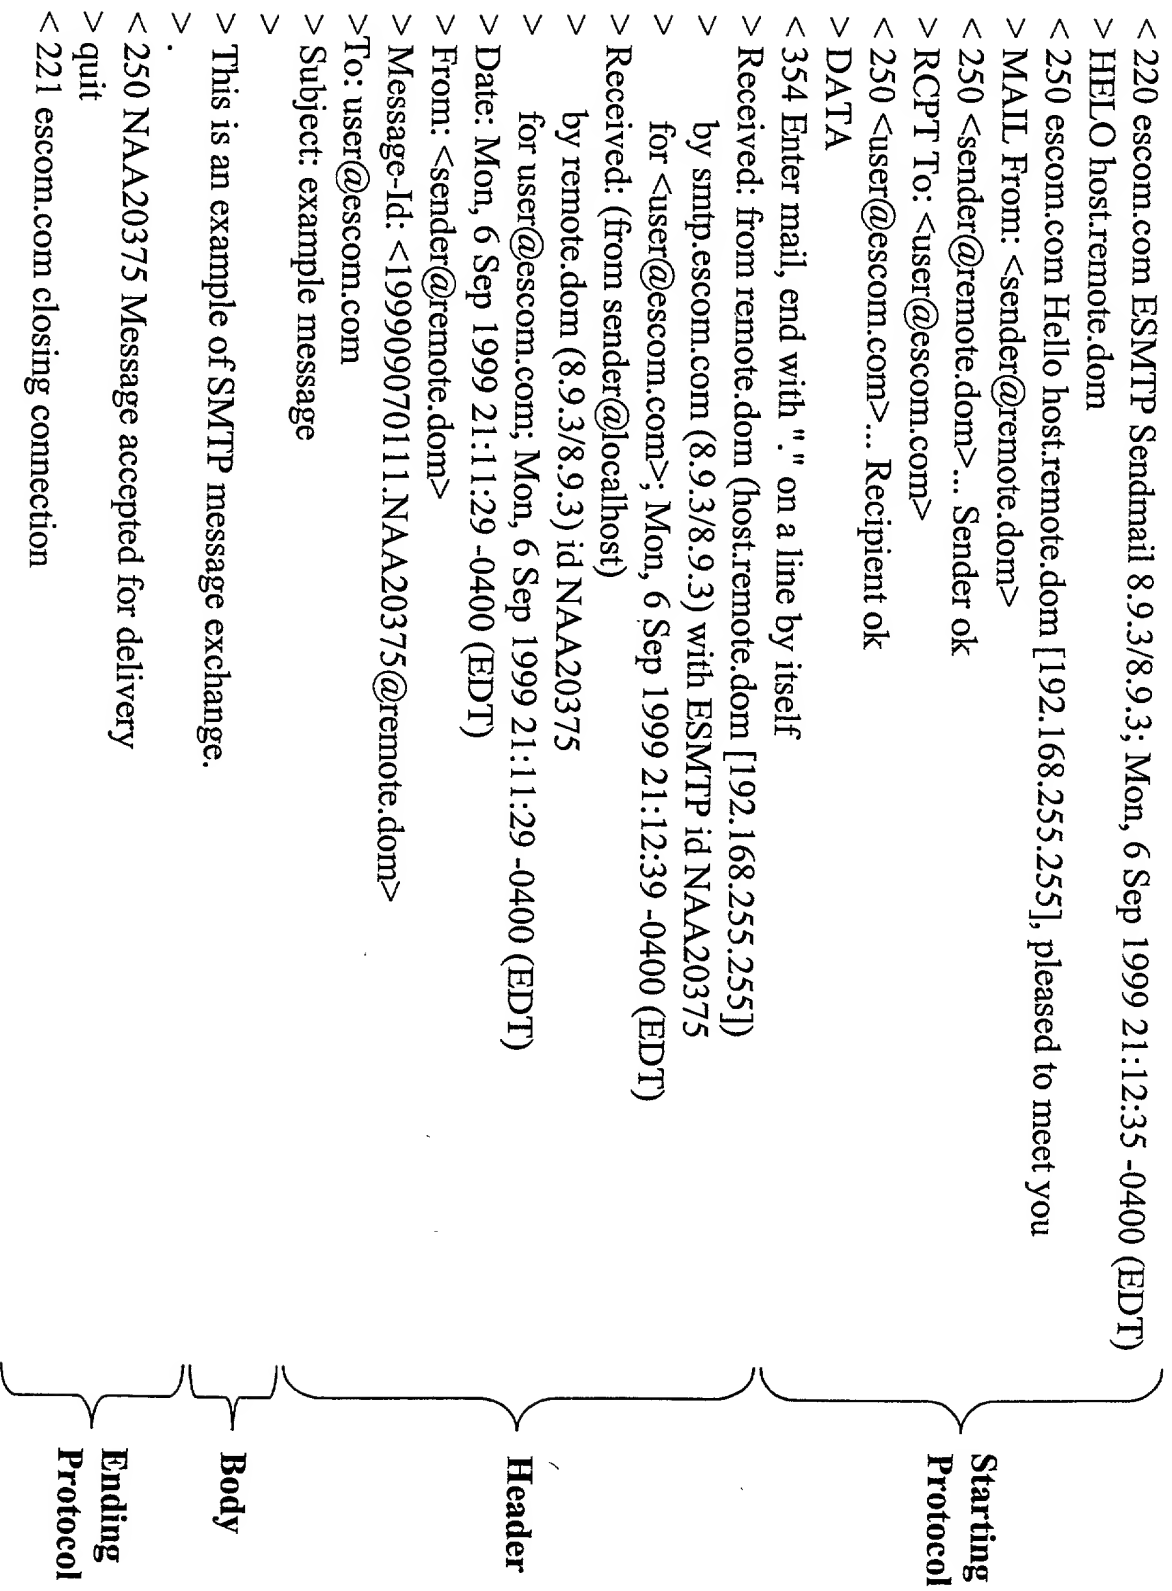 < 220 escom.com ESMTP Sendmail 8.9.3/8.9.3; Mon, 6 Sep 1999 21:12:35 -0400 (EDT)
> HELO host.remote.dom
< 250 escom.com Hello host.remote.dom [192.168.255.255], pleased to meet you
> MAIL From: <sender@remote.dom>
< 250 <sender@remote.dom>... Sender ok
> RCPT To: <user@escom.com>
< 250 <user@escom.com>... Recipient ok
> DATA
< 354 Enter mail, end with "." on a line by itself
Starting
Protocol
> Received: from remote.dom (host.remote.dom [192.168.255.255])
> by smtp.escom.com (8.9.3/8.9.3) with ESMTP id NAA20375
> for <user@escom.com>; Mon, 6 Sep 1999 21:12:39 -0400 (EDT)
> Received: (from sender@localhost)
> by remote.dom (8.9.3/8.9.3) id NAA20375
> for user@escom.com; Mon, 6 Sep 1999 21:11:29 -0400 (EDT)
> Date: Mon, 6 Sep 1999 21:11:29 -0400 (EDT)
> From: <sender@remote.dom>
> Message-Id: <199909070111.NAA20375@remote.dom>
>To: user@escom.com
> Subject: example message
Header
>
> This is an example of SMTP message exchange.
Body
> .
< 250 NAA20375 Message accepted for delivery
> quit
< 221 escom.com closing connection
Ending
Protocol